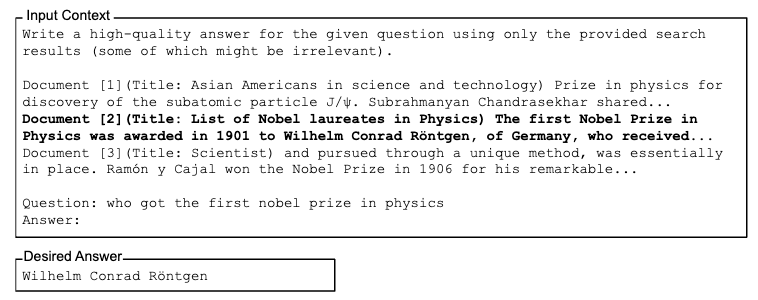 Input Context
Write a high-quality answer for the given question using only the provided search
results (some of which might be irrelevant).
Document [1](Title: Asian Americans in science and technology) Prize in physics for
discovery of the subatomic particle J/ψ. Subrahmanyan Chandrasekhar shared...
Document [2](Title: List of Nobel laureates in Physics) The first Nobel Prize in
Physics was awarded in 1901 to Wilhelm Conrad Röntgen, of Germany, who received...
Document [3](Title: Scientist) and pursued through a unique method, was essentially
in place. Ramón y Cajal won the Nobel Prize in 1906 for his remarkable...
Question: who got the first nobel prize in physics
Answer:
Desired Answer
Wilhelm Conrad Röntgen